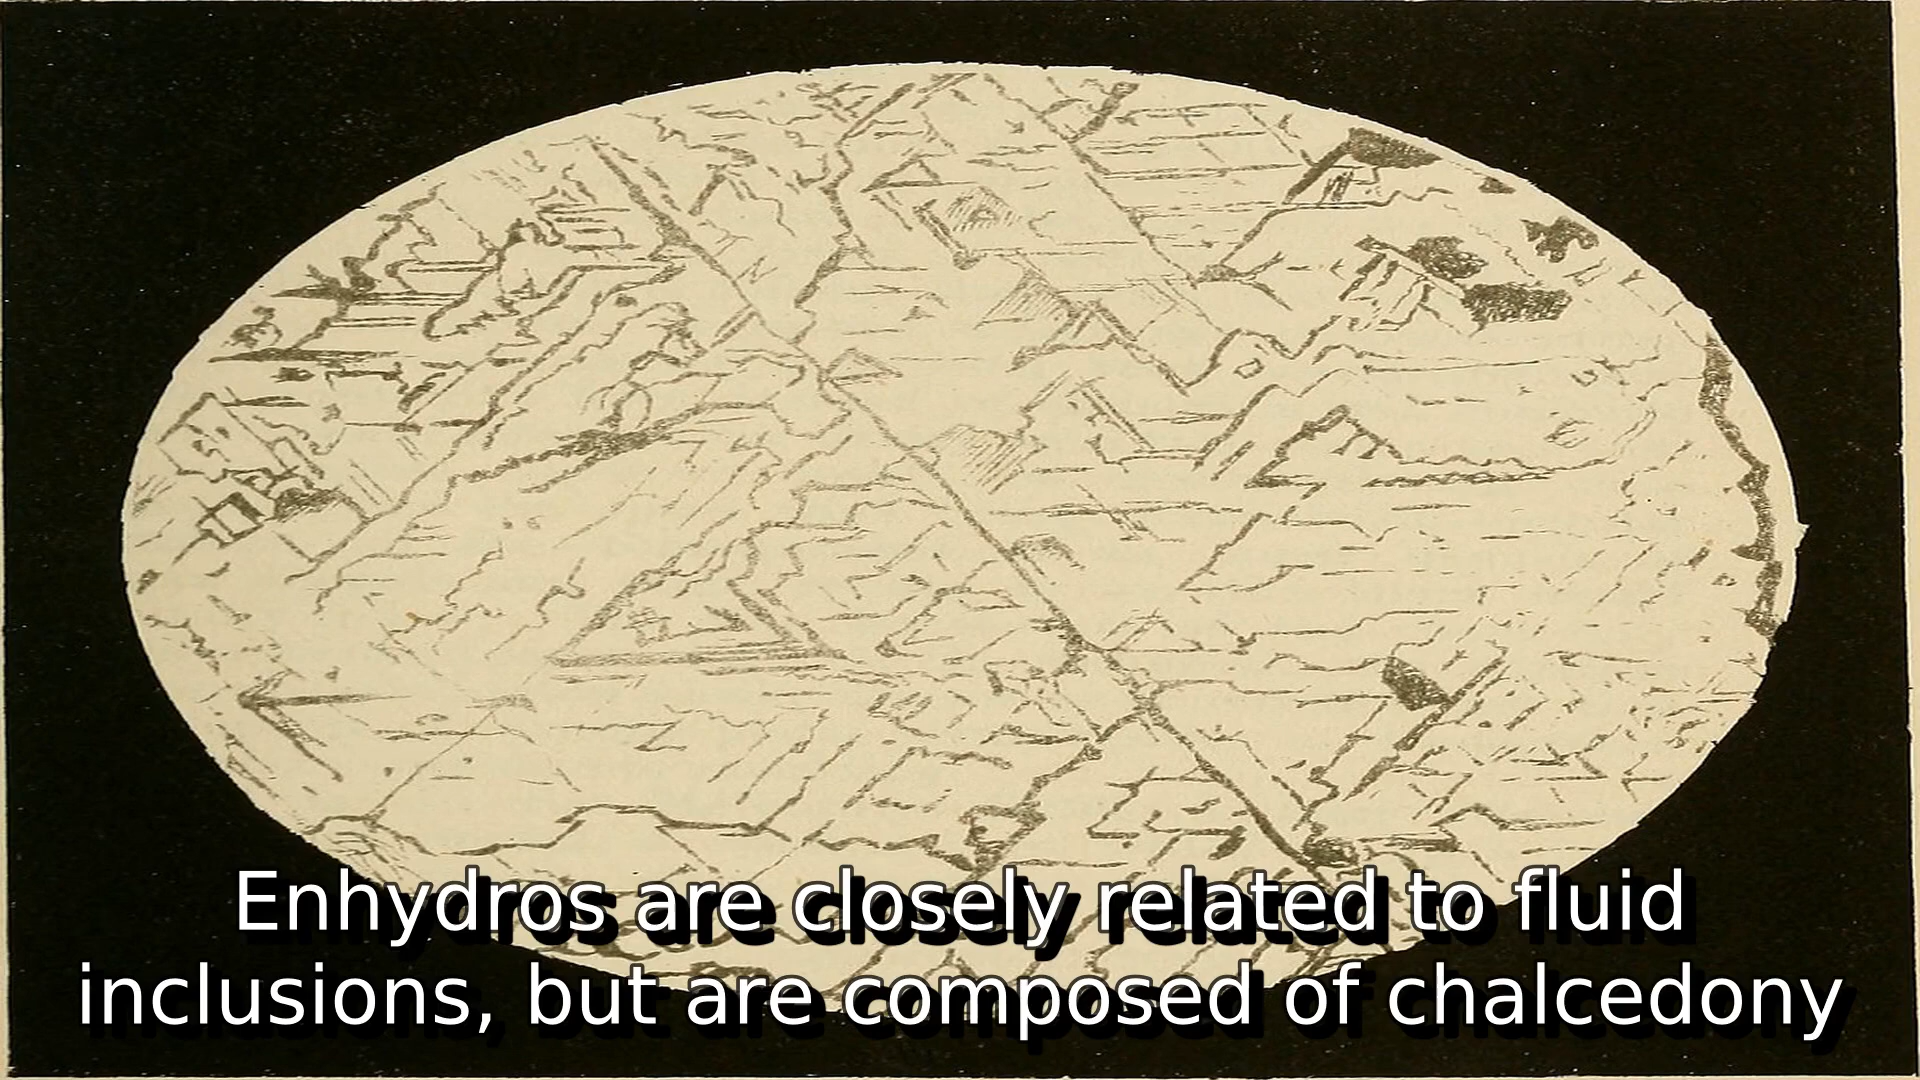 Enhydros are closely related to fluid
inclusions, but are composed of chalcedony